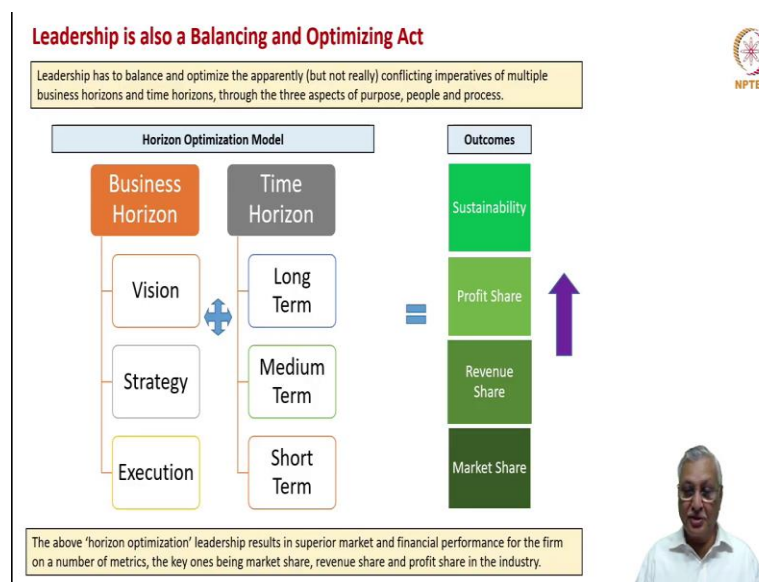 Leadership is also a Balancing and Optimizing Act
NPTE
Leadership has to balance and optimize the apparently (but not really) conflicting imperatives of multiple
business horizons and time horizons, through the three aspects of purpose, people and process.
Horizon Optimization Model
Outcomes
Business
Horizon
Time
Horizon
Vision
Long
Term
Strategy
Medium
Term
Execution
Short
Term
Sustainability
Profit Share
Revenue
Share
Market Share
The above ‘horizon optimization’ leadership results in superior market and financial performance for the firm
on a number of metrics, the key ones being market share, revenue share and profit share in the industry.